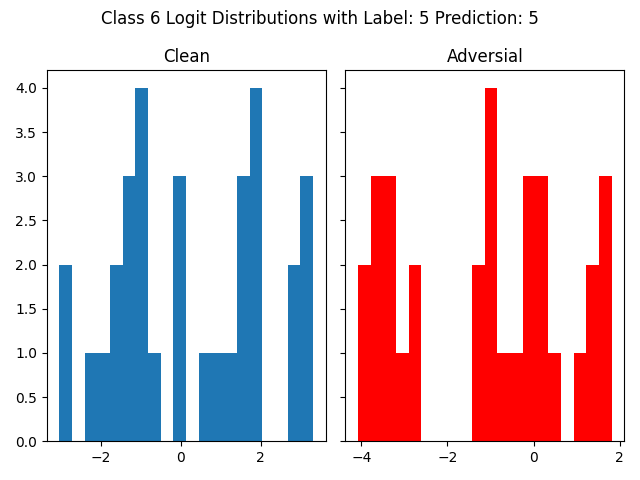 Class 6 Logit Distributions with Label: 5 Prediction: 5
Clean
Adversial
4.0
3.5
3.0
2.5
2.0
1.5
1.0
0.5
0.0
−2 0 2
−4 −2 0 2